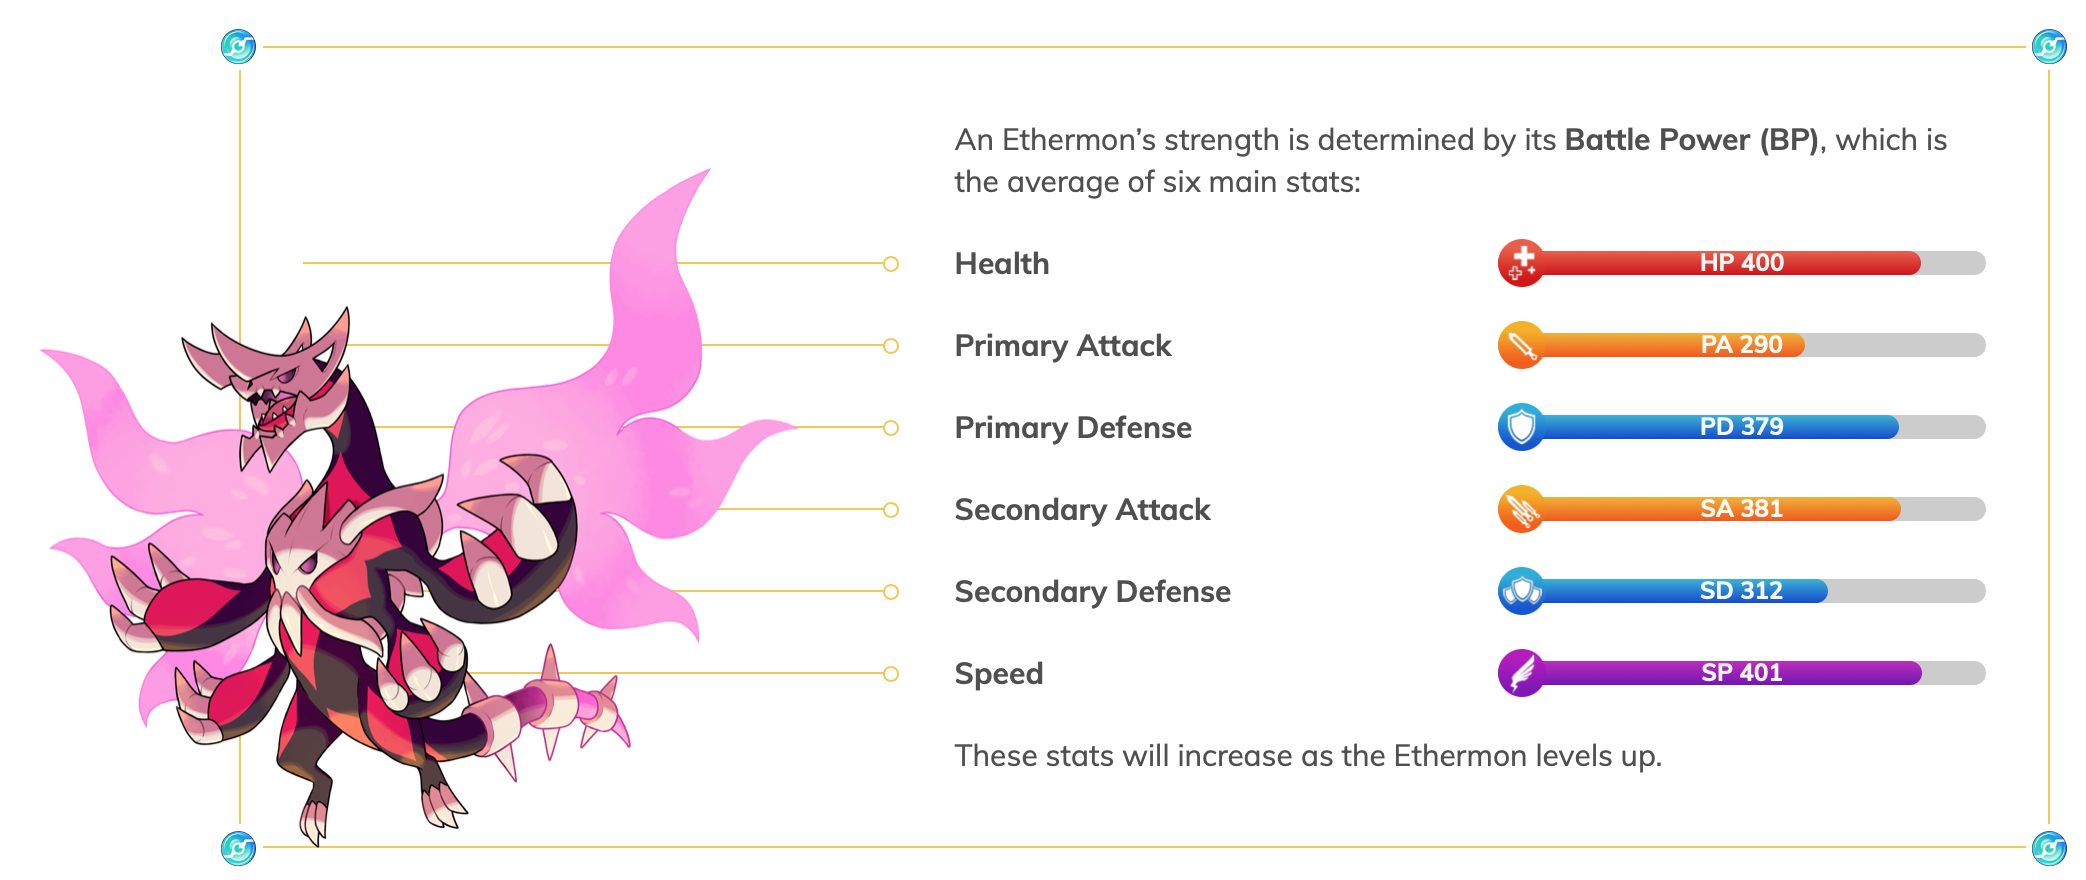 An Ethermon’s strength is determined by its Battle Power (BP), which is
the average of six main stats:
Health
HP 400
Primary Attack
PA 290
Primary Defense
PD 379
Secondary Attack
SA 381
Secondary Defense
SD 312
Speed
SP 401
These stats will increase as the Ethermon levels up.